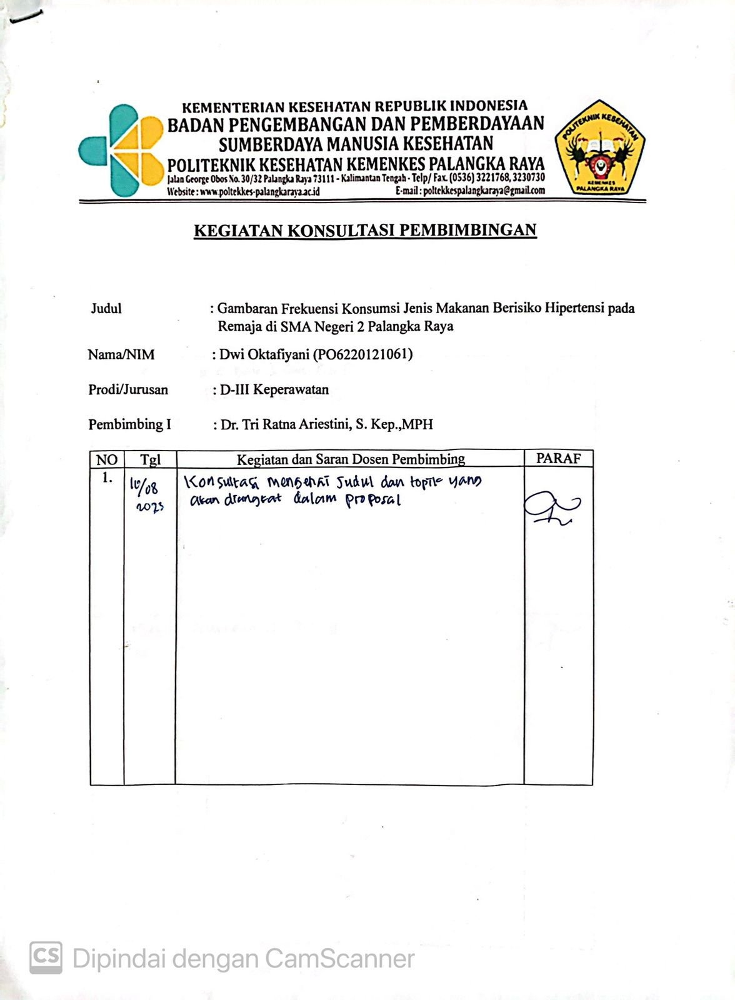 KEMENTERIAN KESEHATAN REPUBLIK INDONESIA
BADAN PENGEMBANGAN DAN PEMBERDAYAAN
SUMBERDAYA MANUSIA KESEHATAN
POLITEKNIK KESEHATAN KEMENKES PALANGKA RAYA
Jalan George Obos No. 30/32 Palangka Raya 73111 - Kalimantan Tengah - Telp/ Fax. (0536) 3221768, 3230730
Website : www.poltekkes-palangkaraya.ac.id E-mail : poltekkespalangkaraya@gmail.com
POLITEKNIK KESEHATAN
KEMENKES
PALANGKA RAYA
KEGIATAN KONSULTASI PEMBIMBINGAN
Judul : Gambaran Frekuensi Konsumsi Jenis Makanan Berisiko Hipertensi pada
Remaja di SMA Negeri 2 Palangka Raya
Nama/NIM : Dwi Oktafiyani (PO6220121061)
Prodi/Jurusan : D-III Keperawatan
Pembimbing I : Dr. Tri Ratna Ariestini, S. Kep.,MPH
NO Tgl Kegiatan dan Saran Dosen Pembimbing PARAF
1. /08 Konsultasi mengenai Judul dan topik yang
2023 akan diangkat dalam proposal
CS Dipindai dengan CamScanner